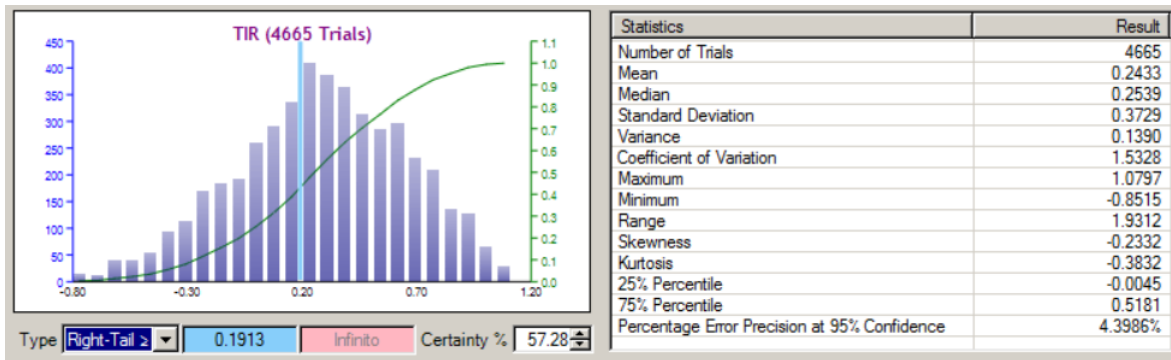 TIR (4665 Trials)
450
400
350
300
250
200
150
100
50
0
1.1
1.0
0.9
0.8
0.7
0.6
0.5
0.4
0.3
0.2
0.1
0.0
-0.80 -0.30 0.20 0.70 1.20
Type Right-Tail ≥ 0.1913 Infinito Certainty % 57.28
Statistics Result
Number of Trials 4665
Mean 0.2433
Median 0.2539
Standard Deviation 0.3729
Variance 0.1390
Coefficient of Variation 1.5328
Maximum 1.0797
Minimum -0.8515
Range 1.9312
Skewness -0.2332
Kurtosis -0.3832
25% Percentile -0.0045
75% Percentile 0.5181
Percentage Error Precision at 95% Confidence 4.3986%